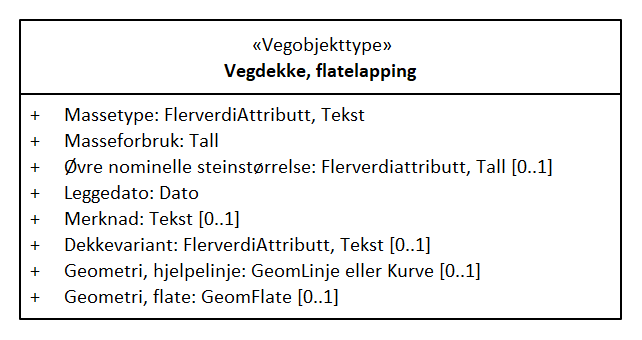 «Vegobjekttype»
Vegdekke, flatelapping
+ Massetype: FlerverdiAttributt, Tekst
+ Masseforbruk: Tall
+ Øvre nominelle steinstørrelse: Flerverdiattributt, Tall [0..1]
+ Leggedato: Dato
+ Merknad: Tekst [0..1]
+ Dekkevariant: FlerverdiAttributt, Tekst [0..1]
+ Geometri, hjelpelinje: GeomLinje eller Kurve [0..1]
+ Geometri, flate: GeomFlate [0..1]